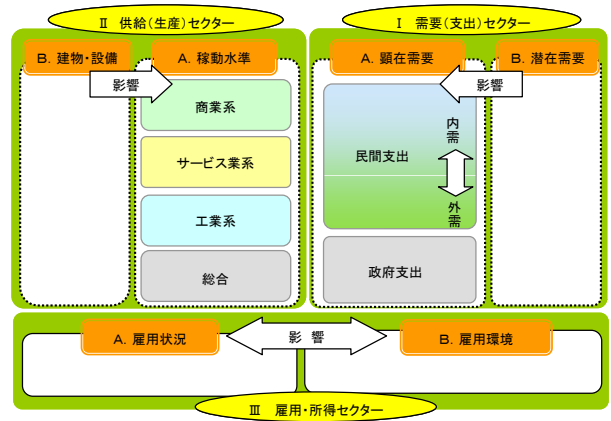 Ⅱ 供給(生産)セクター
Ⅰ 需要(支出)セクター
B. 建物・設備
A. 稼動水準
A. 顕在需要
B. 潜在需要
影響
影響
商業系
サービス業系
工業系
総合
民間支出
内需
外需
政府支出
A. 雇用状況
影 響
B. 雇用環境
Ⅲ 雇用・所得セクター